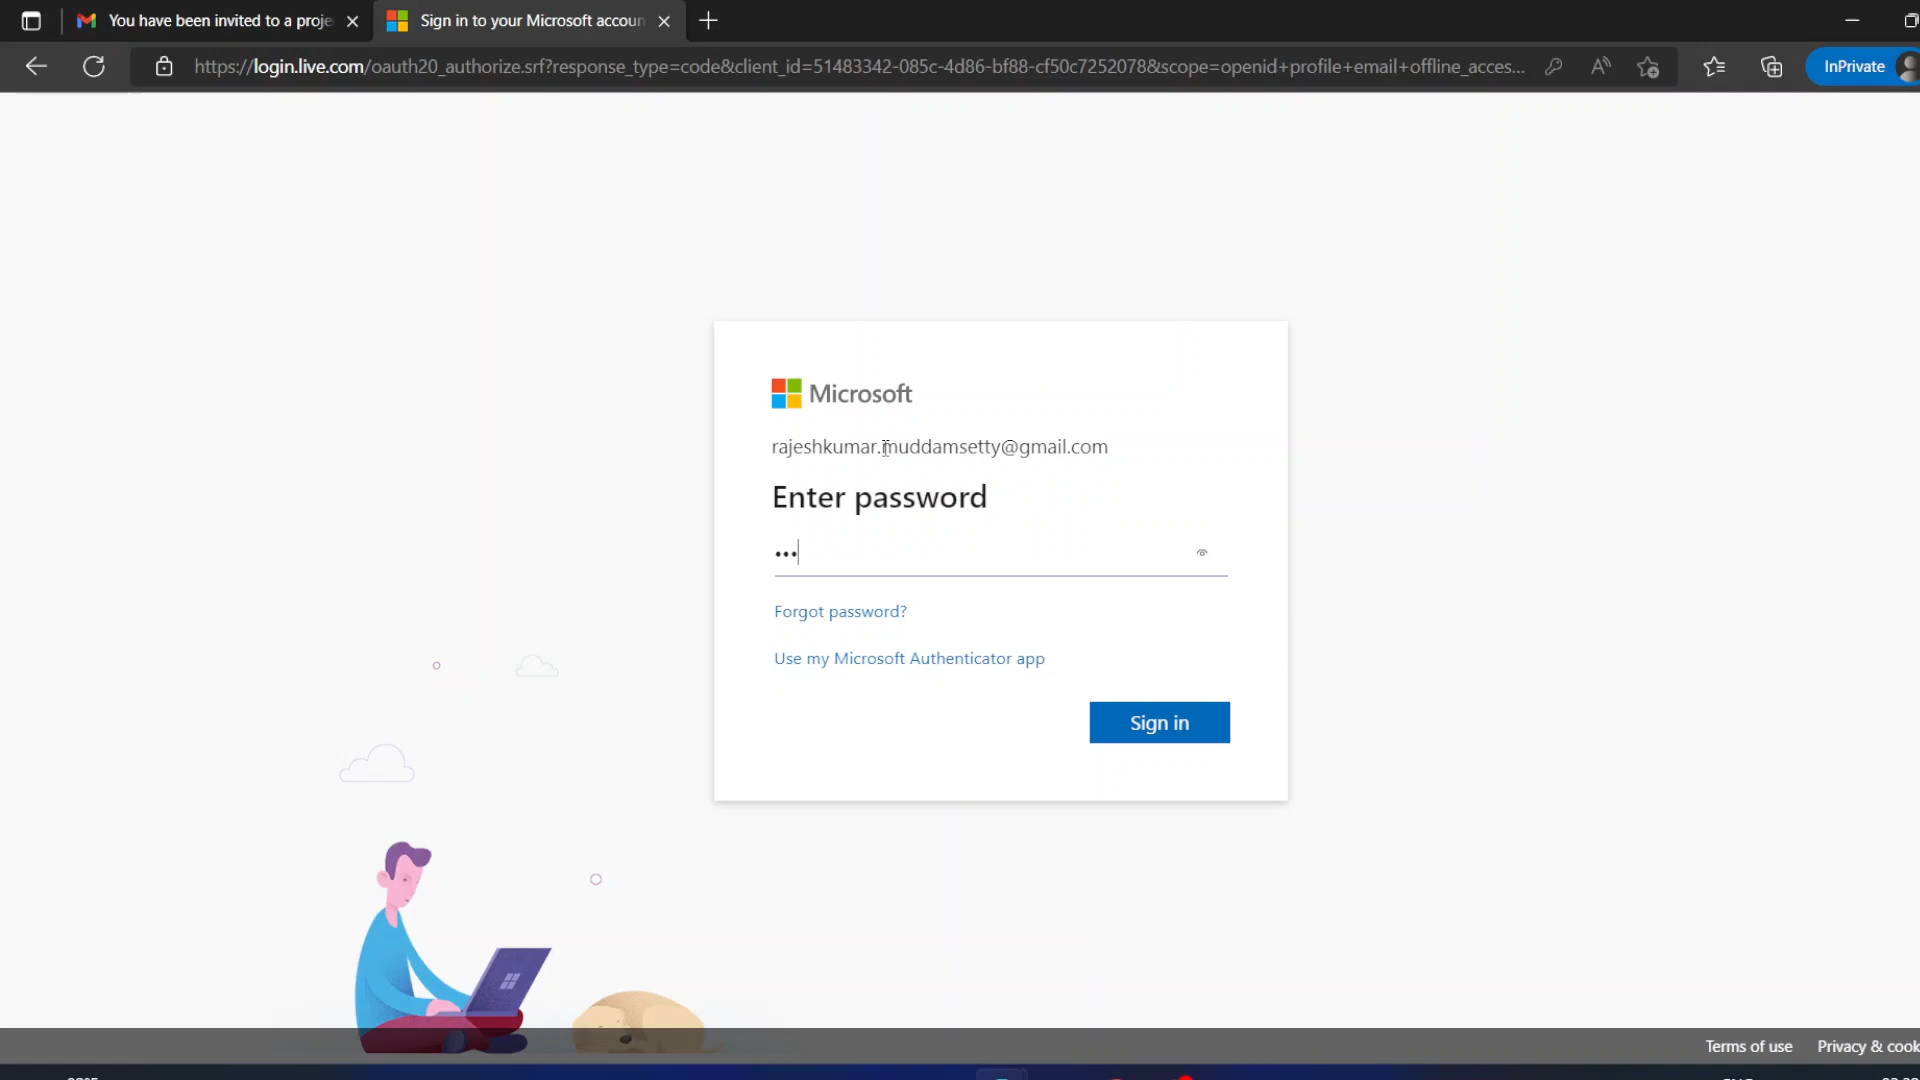 You have been invited to a proje
Sign in to your Microsoft accoun
https://login.live.com/oauth20_authorize.srf?response_type=code&client_id=51483342-085c-4d86-bf88-cf50c7252078&scope=openid+profile+email+offline_acces...
InPrivate
Microsoft
rajeshkumar.muddamsetty@gmail.com
Enter password
Forgot password?
Use my Microsoft Authenticator app
Sign in
Terms of use
Privacy & cook